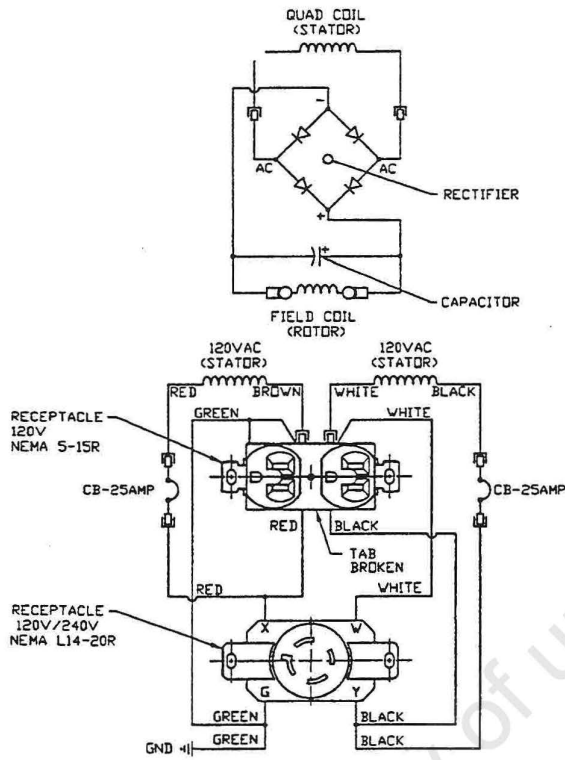 QUAD COIL
(STATOR)
-
AC
AC
RECTIFIER
+
+
CAPACITOR
FIELD COIL
(ROTOR)
120VAC
(STATOR)
120VAC
(STATOR)
RED
BROWN
WHITE
BLACK
GREEN
WHITE
RECEPTACLE
120V
NEMA 5-15R
CB-25AMP
CB-25AMP
RED
BLACK
TAB
BROKEN
RED
WHITE
RECEPTACLE
120V/240V
NEMA L14-20R
X
W
G
Y
GREEN
BLACK
GREEN
BLACK
GND
y of u